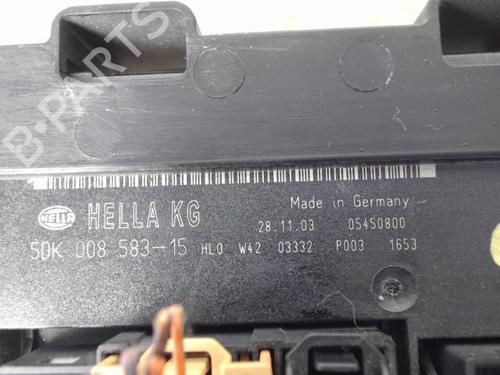 HELLA HELLA KG Made in Germany
28.11.03 05450800
5DK 008 583-15 HL0 W42 03332 P003 1653
B-PARTS